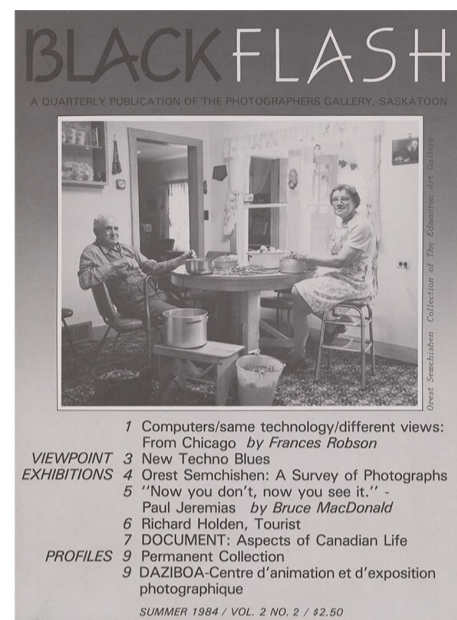 BLACKFLASH
A QUARTERLY PUBLICATION OF THE PHOTOGRAPHERS GALLERY, SASKATOON
Orest Semchishen Collection of The Edmonton Art Gallery
1 Computers/same technology/different views:
From Chicago by Frances Robson
VIEWPOINT 3 New Techno Blues
EXHIBITIONS 4 Orest Semchishen: A Survey of Photographs
5 "Now you don't, now you see it." -
Paul Jeremias by Bruce MacDonald
6 Richard Holden, Tourist
7 DOCUMENT: Aspects of Canadian Life
PROFILES 9 Permanent Collection
9 DAZIBOA-Centre d'animation et d'exposition
photographique
SUMMER 1984 / VOL. 2 NO. 2 / $2.50